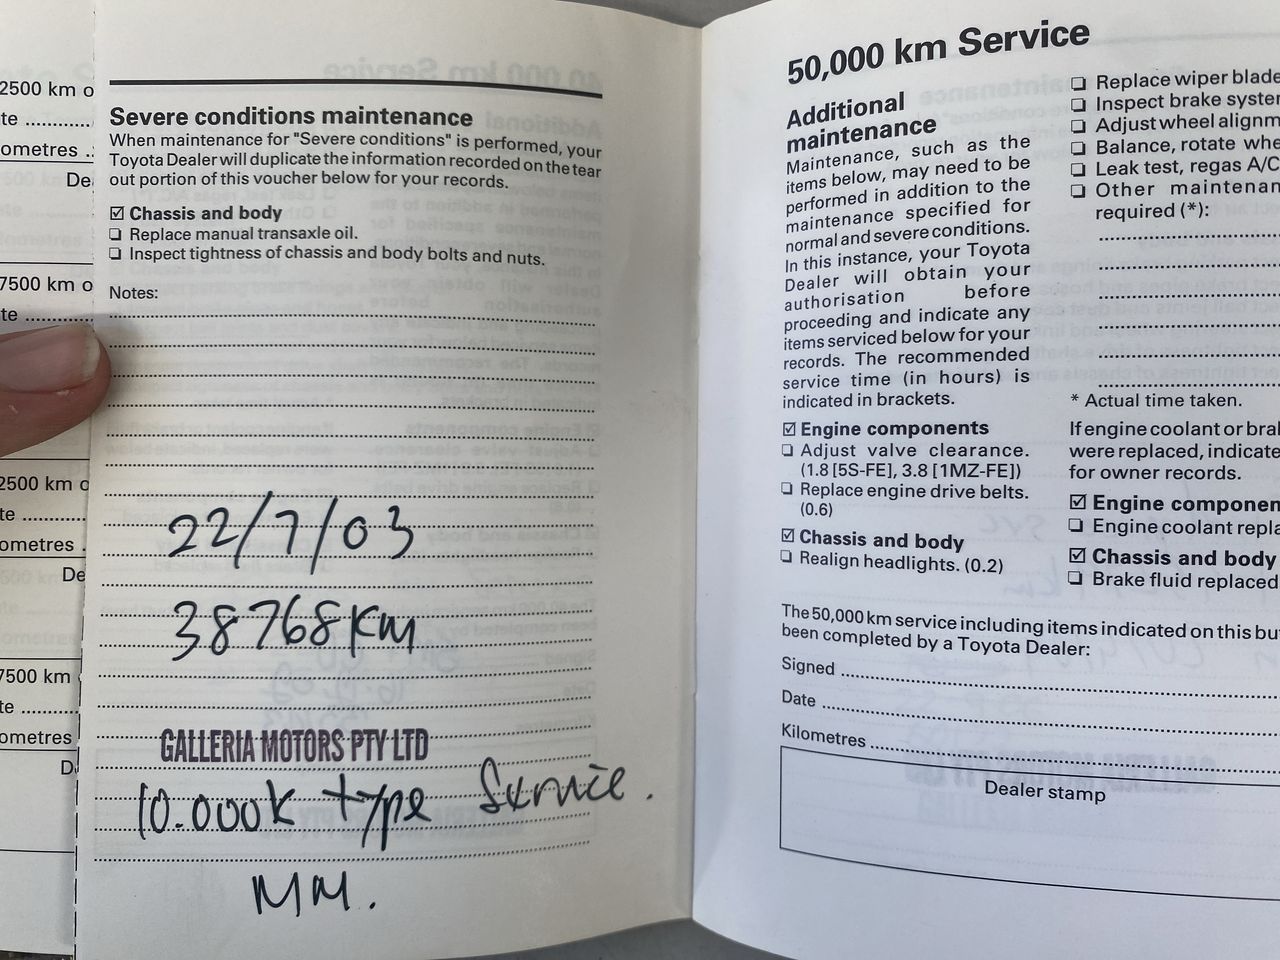 2500 km o
te
ometres
De
7500 km o
te
2500 km o
te
ometres
De
7500 km
te
ometres
D
Severe conditions maintenance
When maintenance for "Severe conditions" is performed, your
Toyota Dealer will duplicate the information recorded on the tear
out portion of this voucher below for your records.
☑ Chassis and body
❏ Replace manual transaxle oil.
❏ Inspect tightness of chassis and body bolts and nuts.
Notes:
22/7/03
38768KM
GALLERIA MOTORS PTY LTD
10.000K type Service.
MM.
50,000 km Service
Additional
maintenance
Maintenance, such as the
items below, may need to be
performed in addition to the
maintenance specified for
normal and severe conditions.
In this instance, your Toyota
Dealer will obtain your
authorisation before
proceeding and indicate any
items serviced below for your
records. The recommended
service time (in hours) is
indicated in brackets.
☑ Engine components
❏ Adjust valve clearance.
(1.8 [5S-FE], 3.8 [1MZ-FE])
❏ Replace engine drive belts.
(0.6)
☑ Chassis and body
❏ Realign headlights. (0.2)
❏ Replace wiper blade
❏ Inspect brake system
❏ Adjust wheel alignm
❏ Balance, rotate whe
❏ Leak test, regas A/C
❏ Other maintenan
required (*):
* Actual time taken.
If engine coolant or bral
were replaced, indicate
for owner records.
☑ Engine componen
❏ Engine coolant repla
☑ Chassis and body
❏ Brake fluid replaced
The 50,000 km service including items indicated on this bu
been completed by a Toyota Dealer:
Signed
Date
Kilometres
Dealer stamp